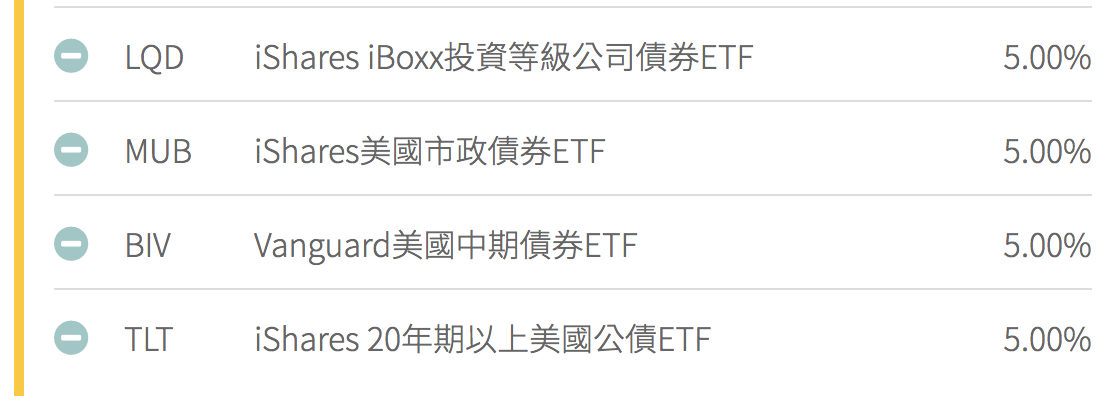 LQD iShares iBoxx投資等級公司債券ETF 5.00%
MUB iShares美國市政債券ETF 5.00%
BIV Vanguard美國中期債券ETF 5.00%
TLT iShares 20年期以上美國公債ETF 5.00%